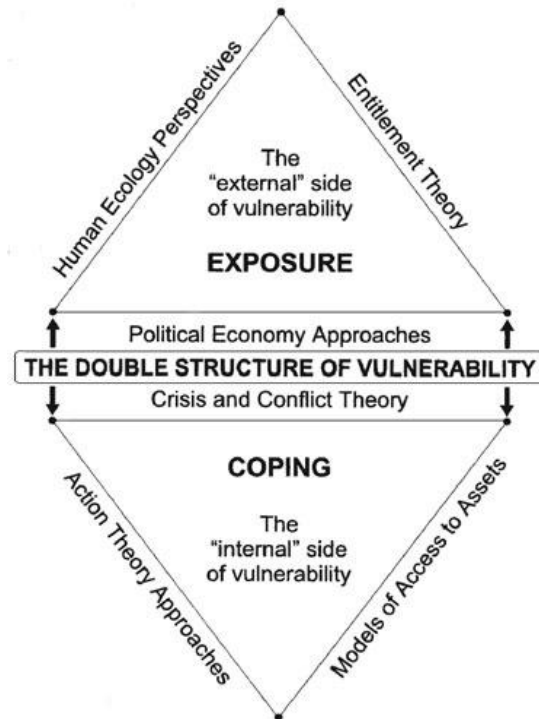 Human Ecology Perspectives
Entitlement Theory
The
"external" side
of vulnerability
EXPOSURE
Political Economy Approaches
THE DOUBLE STRUCTURE OF VULNERABILITY
Crisis and Conflict Theory
COPING
The
"internal" side
of vulnerability
Action Theory Approaches
Models of Access to Assets